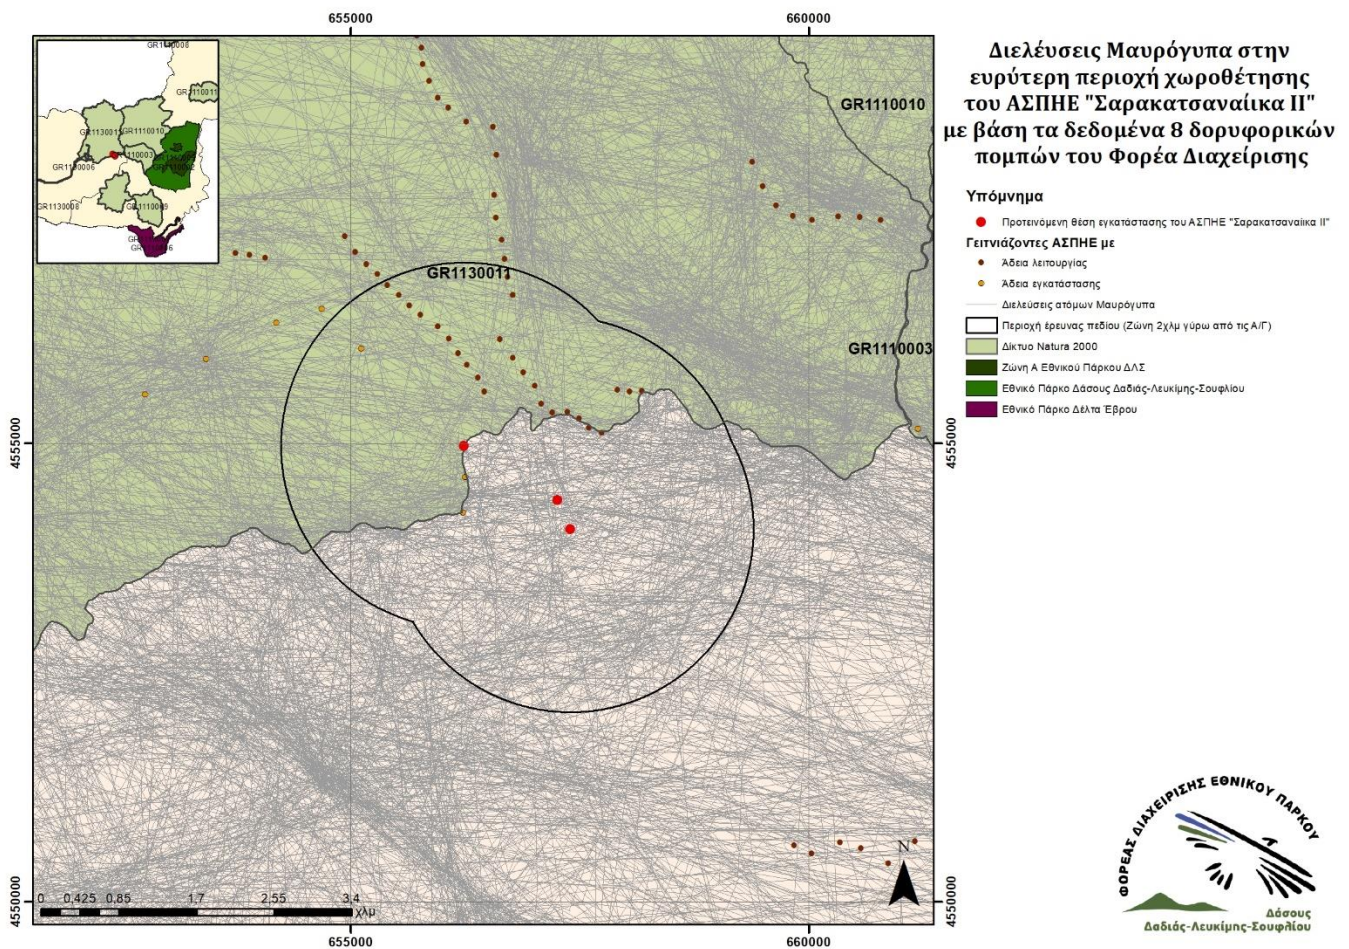 655000
660000
Διελέυσεις Μαυρόγυπα στην
ευρύτερη περιοχή χωροθέτησης
του ΑΣΠΗΕ "Σαρακατσαναίικα ΙΙ"
με βάση τα δεδομένα 8 δορυφορικών
πομπών του Φορέα Διαχείρισης
Υπόμνημα
Προτεινόμενη θέση εγκατάστασης του ΑΣΠΗΕ "Σαρακατσαναίικα ΙΙ"
Γειτνιάζοντες ΑΣΠΗΕ με
Άδεια λειτουργίας
Άδεια εγκατάστασης
Διελεύσεις ατόμων Μαυρόγυπα
Περιοχή έρευνας πεδίου (Ζώνη 2χλμ γύρω από τις Α/Γ)
Δίκτυο Natura 2000
Ζώνη Α Εθνικού Πάρκου ΔΛΣ
Εθνικό Πάρκο Δάσους Δαδιάς-Λευκίμης-Σουφλίου
Εθνικό Πάρκο Δέλτα Έβρου
GR1110010
GR1130011
GR1110003
GR1110010
GR1130006
GR1130008
4555000
4555000
4550000
4550000
0 0,425 0,85 1,7 2,55 3,4
χλμ
N
655000
660000
ΦΟΡΕΑΣ ΔΙΑΧΕΙΡΙΣΗΣ ΕΘΝΙΚΟΥ ΠΑΡΚΟΥ
Δάσους
Δαδιάς-Λευκίμης-Σουφλίου